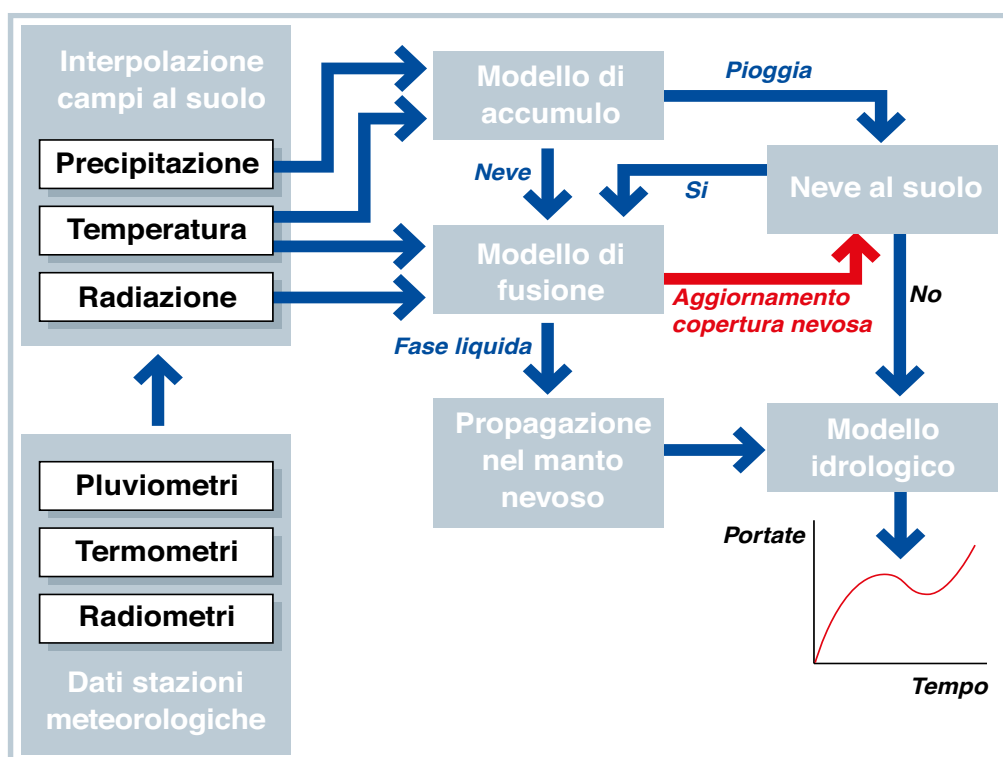 Interpolazione
campi al suolo
Precipitazione
Temperatura
Radiazione
Modello di
accumulo
Pioggia
Neve
Si
Neve al suolo
Modello di
fusione
Aggiornamento
copertura nevosa
No
Fase liquida
Propagazione
nel manto
nevoso
Modello
idrologico
Pluviometri
Termometri
Radiometri
Dati stazioni
meteorologiche
Portate
Tempo